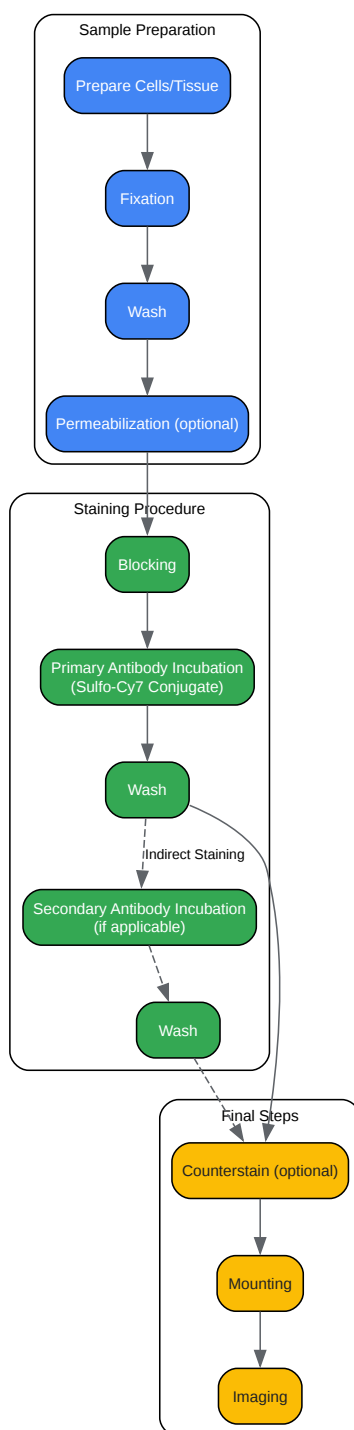 Sample Preparation
Prepare Cells/Tissue
Fixation
Wash
Permeabilization (optional)
Staining Procedure
Blocking
Primary Antibody Incubation
(Sulfo-Cy7 Conjugate)
Wash
Indirect Staining
Secondary Antibody Incubation
(if applicable)
Wash
Final Steps
Counterstain (optional)
Mounting
Imaging